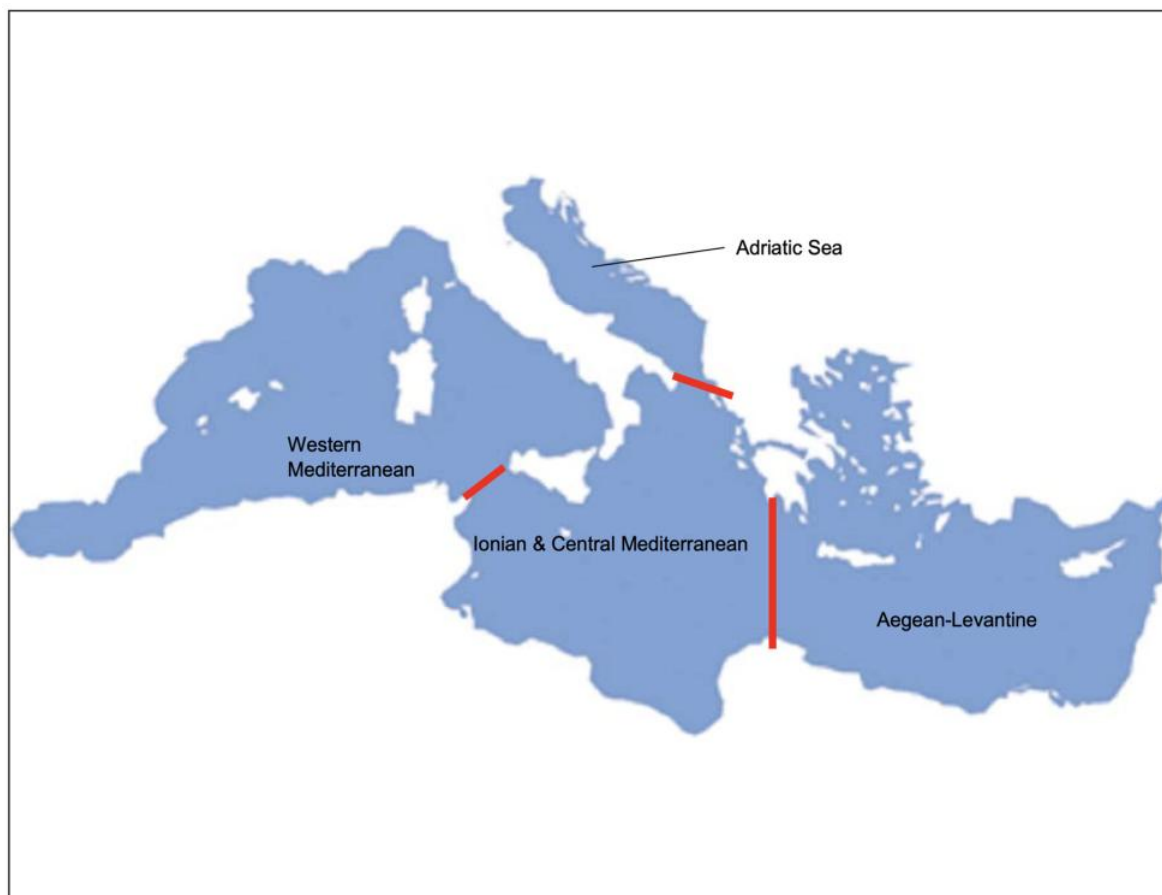 Adriatic Sea
Western
Mediterranean
Ionian & Central Mediterranean
Aegean-Levantine